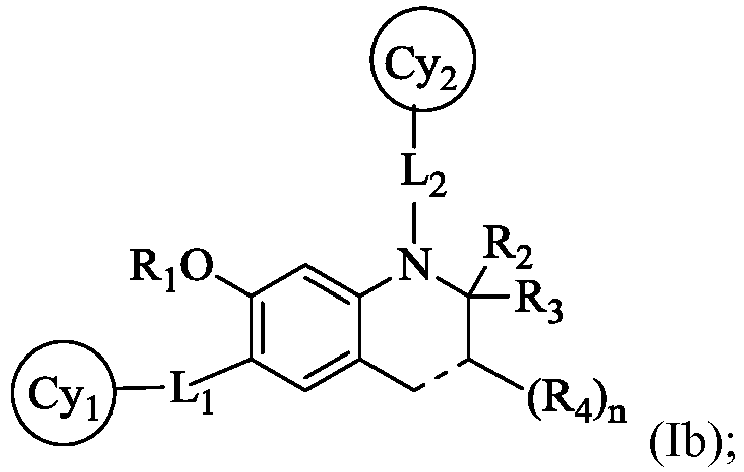 Cy₂
L₂
R₁O
N
R₂
R₃
Cy₁
L₁
(R₄)ₙ
(Ib);